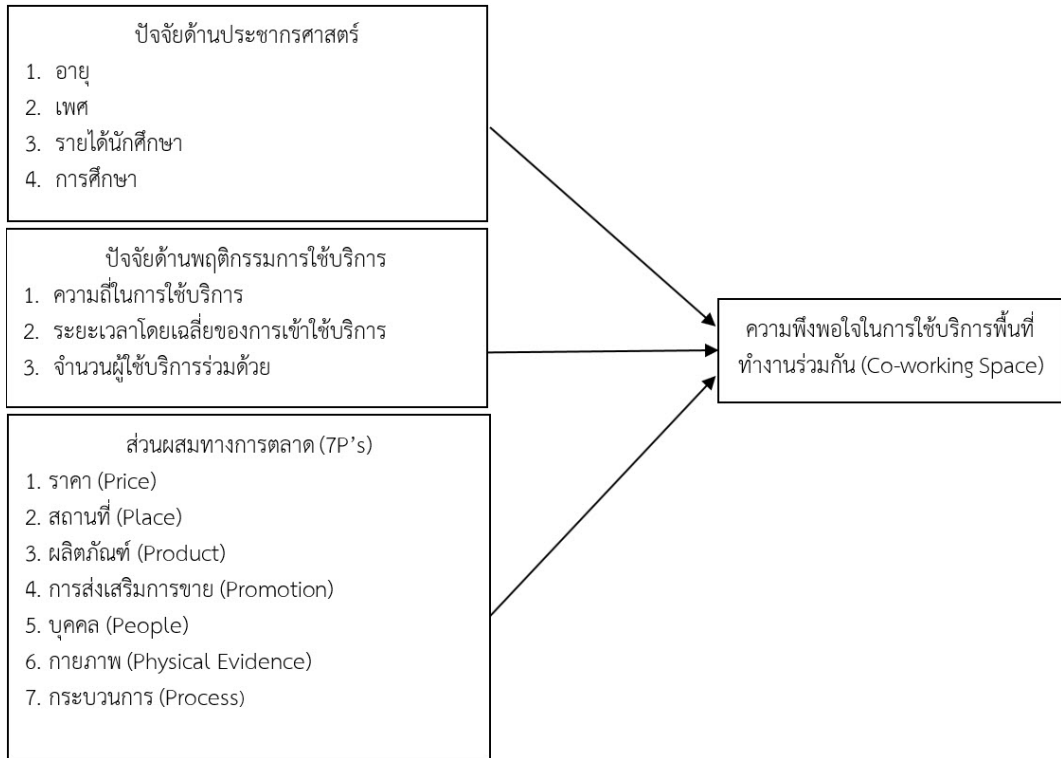 ปัจจัยด้านประชากรศาสตร์
1. อายุ
2. เพศ
3. รายได้นักศึกษา
4. การศึกษา
ปัจจัยด้านพฤติกรรมการใช้บริการ
1. ความถี่ในการใช้บริการ
2. ระยะเวลาโดยเฉลี่ยของการเข้าใช้บริการ
3. จำนวนผู้ใช้บริการร่วมด้วย
ส่วนผสมทางการตลาด (7P's)
1. ราคา (Price)
2. สถานที่ (Place)
3. ผลิตภัณฑ์ (Product)
4. การส่งเสริมการขาย (Promotion)
5. บุคคล (People)
6. กายภาพ (Physical Evidence)
7. กระบวนการ (Process)
ความพึงพอใจในการใช้บริการพื้นที่
ทำงานร่วมกัน (Co-working Space)